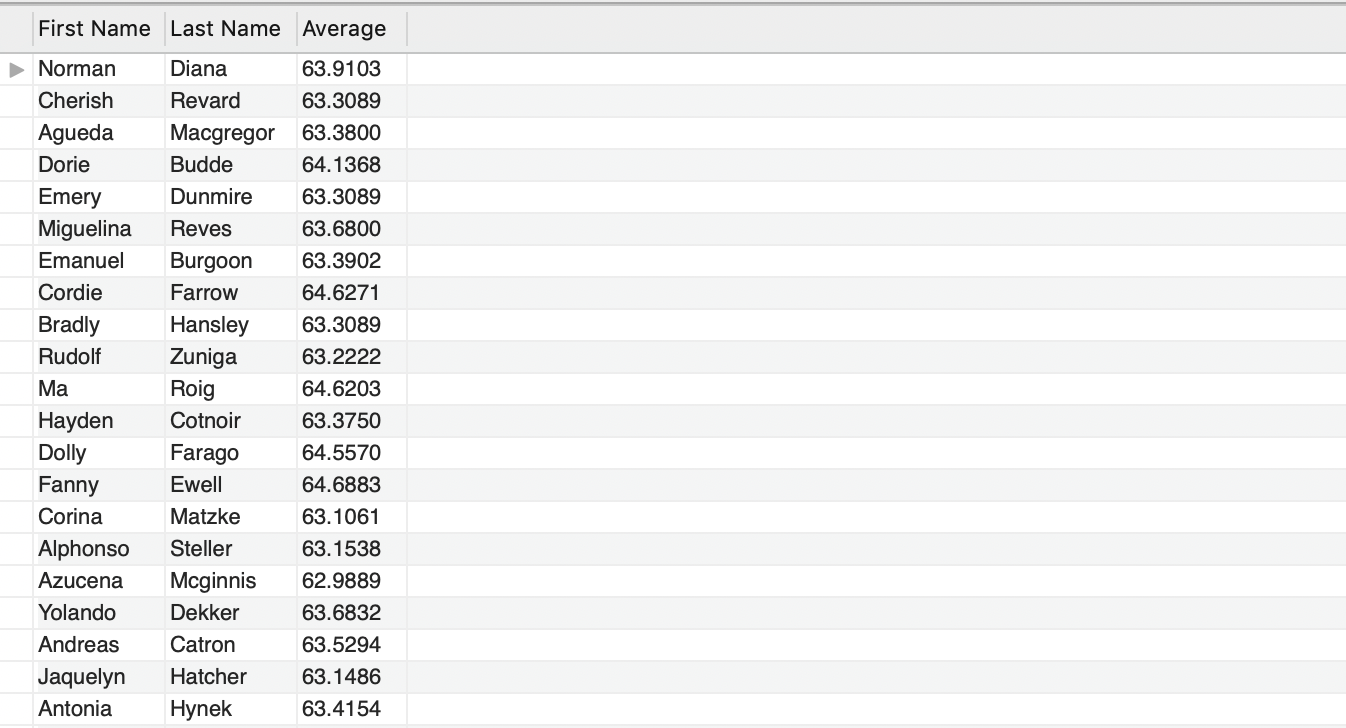 First Name Last Name Average
Norman Diana 63.9103
Cherish Revard 63.3089
Agueda Macgregor 63.3800
Dorie Budde 64.1368
Emery Dunmire 63.3089
Miguelina Reves 63.6800
Emanuel Burgoon 63.3902
Cordie Farrow 64.6271
Bradly Hansley 63.3089
Rudolf Zuniga 63.2222
Ma Roig 64.6203
Hayden Cotnoir 63.3750
Dolly Farago 64.5570
Fanny Ewell 64.6883
Corina Matzke 63.1061
Alphonso Steller 63.1538
Azucena Mcginnis 62.9889
Yolando Dekker 63.6832
Andreas Catron 63.5294
Jaquelyn Hatcher 63.1486
Antonia Hynek 63.4154